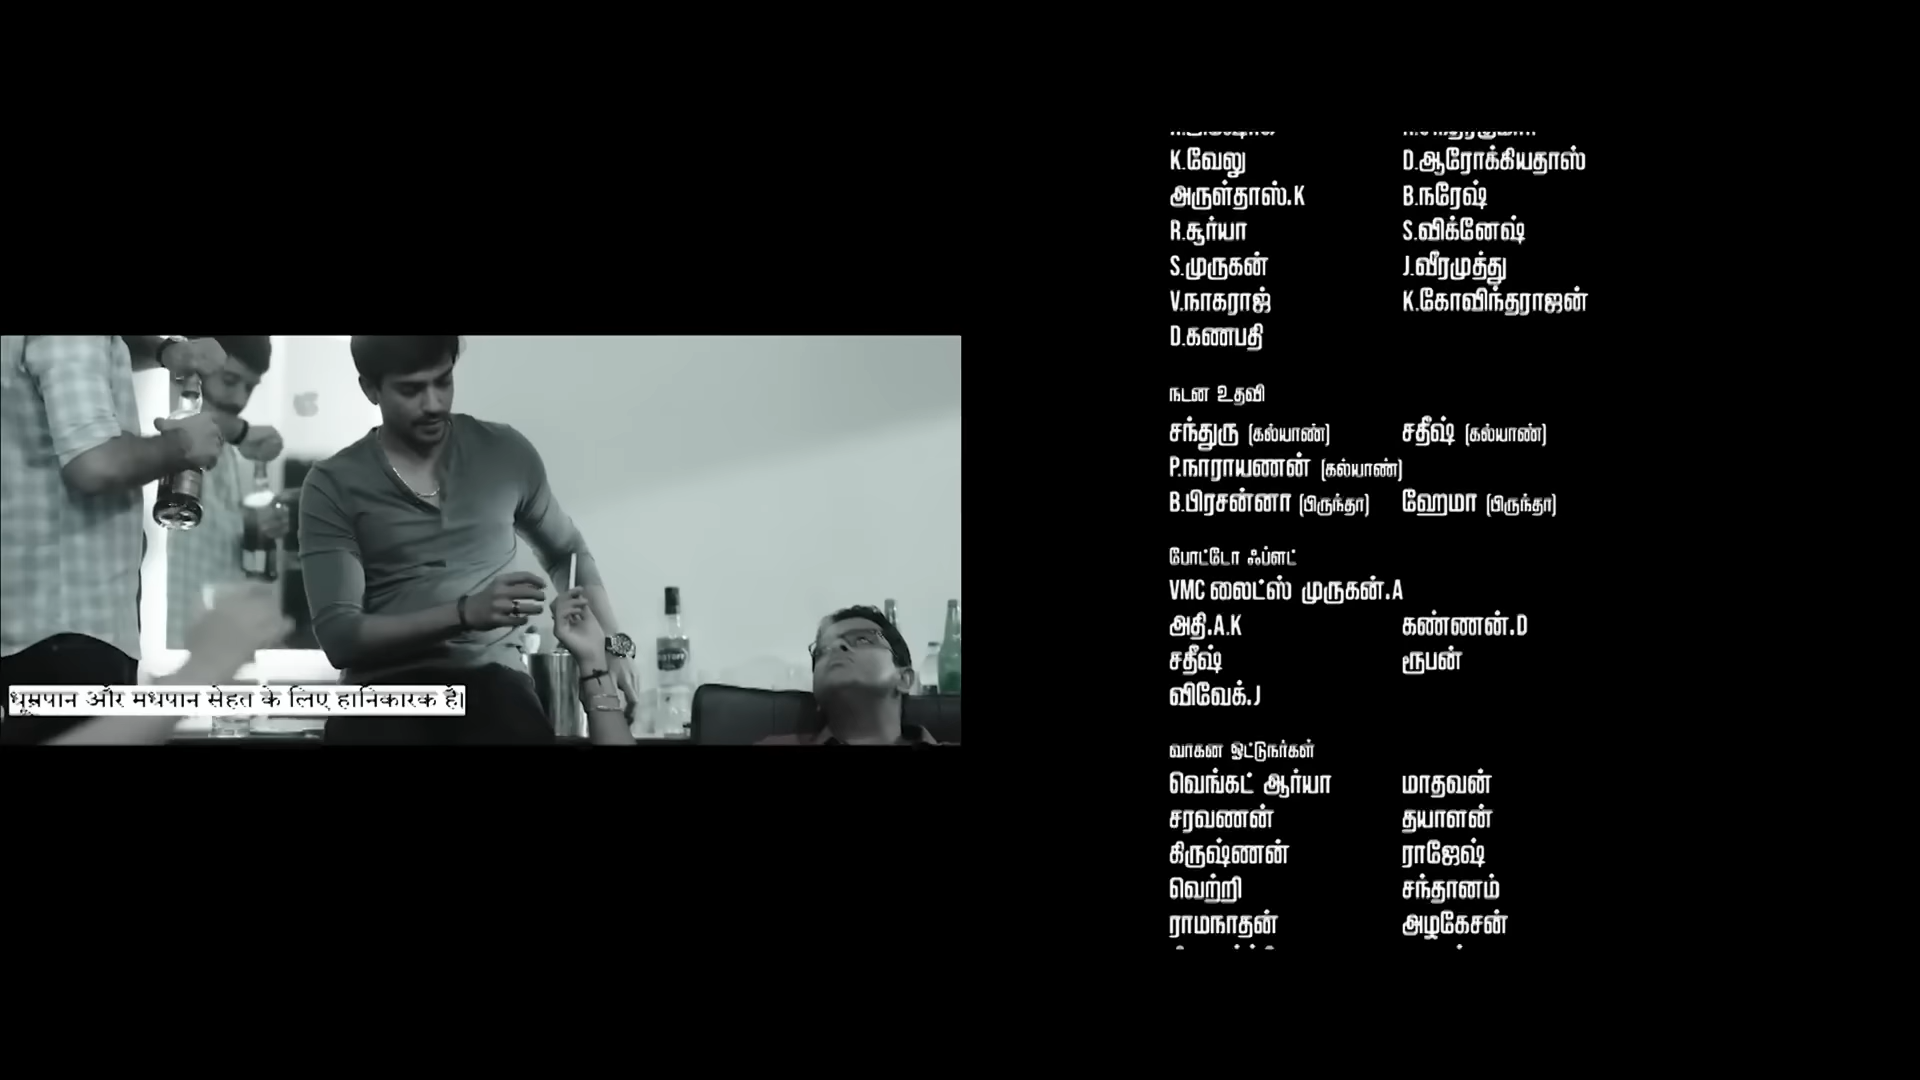 K.வேலு D.ஆரோக்கியதாஸ்
அருள்தாஸ்.K B.நரேஷ்
R.சூர்யா S.விக்னேஷ்
S.முருகன் J.வீரமுத்து
V.நாகராஜ் K.கோவிந்தராஜன்
D.கணபதி
நடன உதவி
சந்துரு (கல்யாண்) சதீஷ் (கல்யாண்)
P.நாராயணன் (கல்யாண்)
B.பிரசன்னா (பிருந்தா) ஹேமா (பிருந்தா)
போட்டோ ஃப்ளட்
VMC லைட்ஸ் முருகன்.A
அதி.A.K கண்ணன்.D
சதீஷ் ரூபன்
விவேக்.J
வாகன ஓட்டுநர்கள்
வெங்கட் ஆர்யா மாதவன்
சரவணன் தயாளன்
கிருஷ்ணன் ராஜேஷ்
வெற்றி சந்தானம்
ராமநாதன் அழகேசன்
धूम्रपान और मधपान सेहत के लिए हानिकारक है।